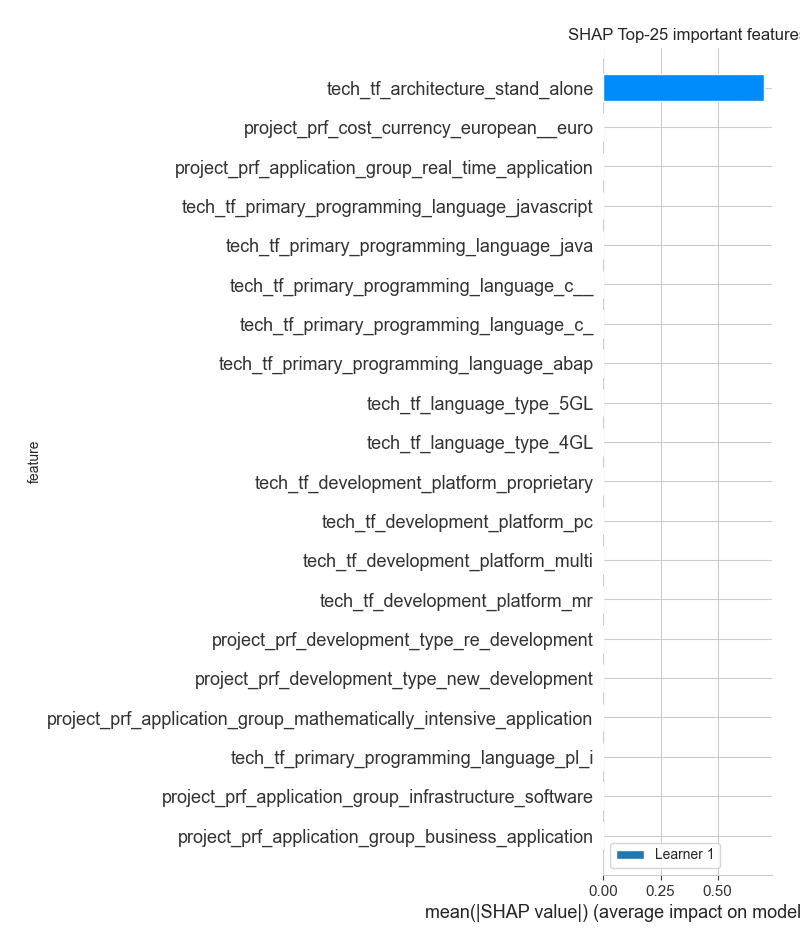 SHAP Top-25 important features
tech_tf_architecture_stand_alone
project_prf_cost_currency_european__euro
project_prf_application_group_real_time_application
tech_tf_primary_programming_language_javascript
tech_tf_primary_programming_language_java
tech_tf_primary_programming_language_c__
tech_tf_primary_programming_language_c_
tech_tf_primary_programming_language_abap
tech_tf_language_type_5GL
tech_tf_language_type_4GL
tech_tf_development_platform_proprietary
tech_tf_development_platform_pc
tech_tf_development_platform_multi
tech_tf_development_platform_mr
project_prf_development_type_re_development
project_prf_development_type_new_development
project_prf_application_group_mathematically_intensive_application
tech_tf_primary_programming_language_pl_i
project_prf_application_group_infrastructure_software
project_prf_application_group_business_application
feature
Learner 1
0.00 0.25 0.50
mean(|SHAP value|) (average impact on model